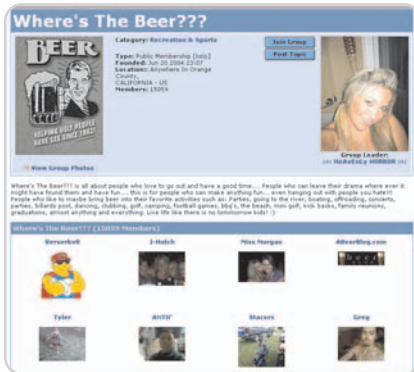 Where's The Beer???
BEER
HELPING UGLY PEOPLE
HAVE SEX SINCE 1862!
View Group Photos
Category: Recreation & Sports
Type: Public Membership [help]
Founded: Jun 20 2004 23:07
Location: Anywhere In Orange
County,
CALIFORNIA - US
Members: 15059
Join Group
Post Topic
Group Leader:
Where's The Beer??? is all about people who love to go out and have a good time.... People can leave their drama where ever it
might have found them and have fun.... this is for people who can make anything fun... even hanging out with people you hate!!!
People who like to maybe bring beer into their favorite activities such as: Parties, going to the river, boating, offroading, concerts,
parties, billards pool, dancing, clubbing, golf, camping, football games, bbq's, the beach, mini golf, kick backs, family reunions,
graduations, almost anything and everything. Live life like there is no tommorrow kids! :)
Where's The Beer??? (15059 Members)
Berserkoit
J-Hutch
Miss Morgan
4BeerBlog.com
beer
Tyler
Stacers
Greg